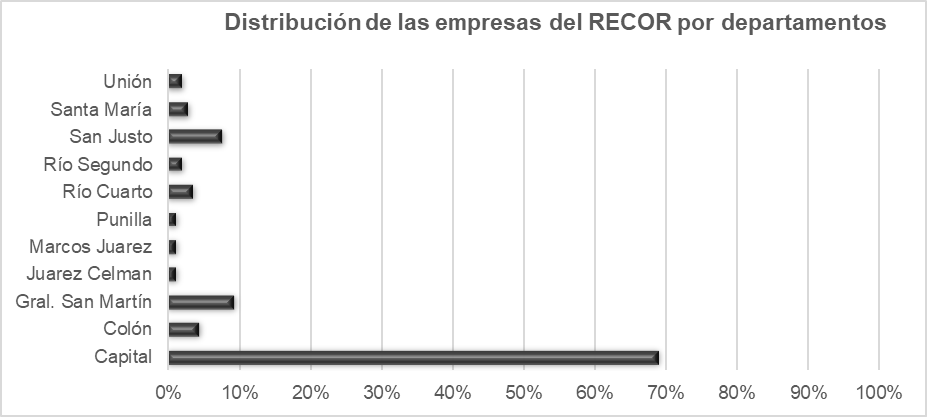 Distribución de las empresas del RECOR por departamentos
Unión
Santa María
San Justo
Río Segundo
Río Cuarto
Punilla
Marcos Juarez
Juarez Celman
Gral. San Martín
Colón
Capital
0% 10% 20% 30% 40% 50% 60% 70% 80% 90% 100%